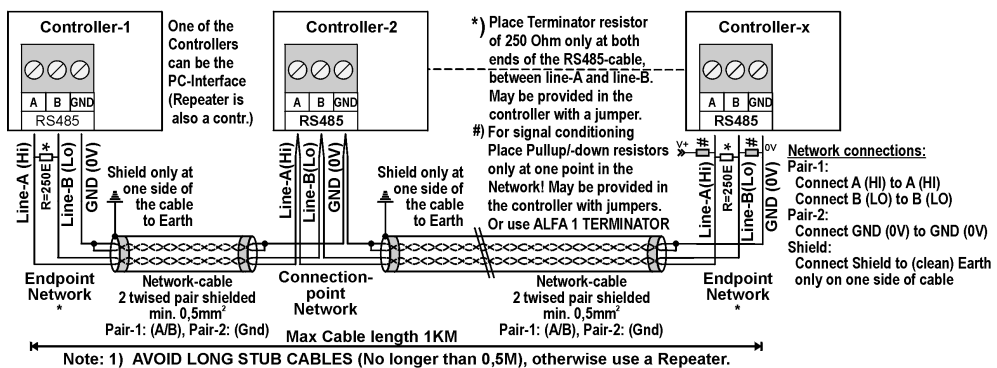 Controller-1
A B GND
RS485
One of the
Controllers
can be the
PC-Interface
(Repeater is
also a contr.)
Controller-2
A B GND
RS485
*) Place Terminator resistor
of 250 Ohm only at both
ends of the RS485-cable,
between line-A and line-B.
May be provided in the
controller with a jumper.
#) For signal conditioning
Place Pullup/-down resistors
only at one point in the
Network! May be provided in
the controller with jumpers.
Or use ALFA 1 TERMINATOR
Controller-x
A B GND
RS485
Line-A (Hi)
R=250E *
Line-B (Lo)
GND (0V)
Shield only at
one side of
the cable
to Earth
Line-A(Hi)
Line-B(Lo)
GND (0V)
Shield only at
one side of
the cable
to Earth
V+ # * # 0V
Line-A(Hi)
R=250E
Line-B(Lo)
GND (0V)
Network connections:
Pair-1:
Connect A (HI) to A (HI)
Connect B (LO) to B (LO)
Pair-2:
Connect GND (0V) to GND (0V)
Shield:
Connect Shield to (clean) Earth
only on one side of cable
Endpoint
Network
*
Network-cable
2 twised pair shielded
min. 0,5mm²
Pair-1: (A/B), Pair-2: (Gnd)
Connection-
point
Network
Network-cable
2 twised pair shielded
min. 0,5mm²
Pair-1: (A/B), Pair-2: (Gnd)
Endpoint
Network
*
Max Cable length 1KM
Note: 1) AVOID LONG STUB CABLES (No longer than 0,5M), otherwise use a Repeater.